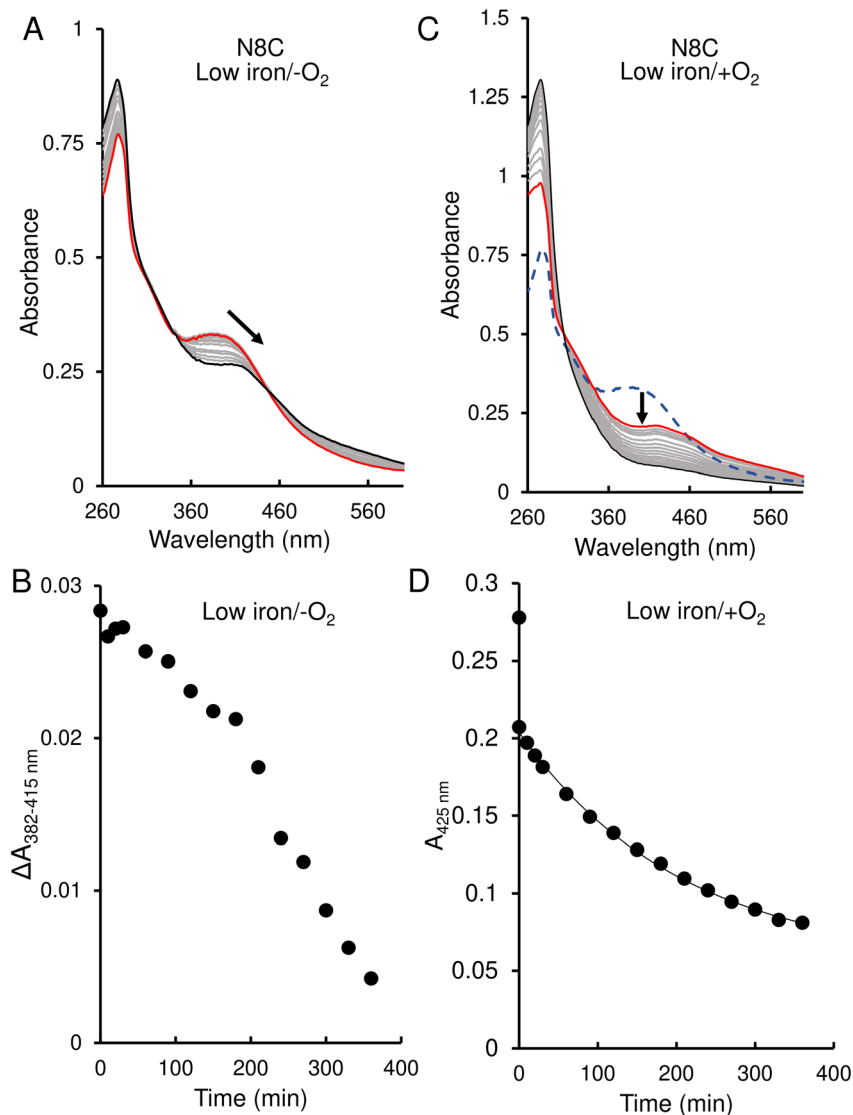 A
N8C
Low iron/-O₂
Absorbance
1
0.75
0.5
0.25
0
260
360
460
560
Wavelength (nm)
C
N8C
Low iron/+O₂
Absorbance
1.5
1.25
1
0.75
0.5
0.25
0
260
360
460
560
Wavelength (nm)
B
Low iron/-O₂
ΔA₃₈₂₋₄₁₅ ₙₘ
0.03
0.02
0.01
0
0
100
200
300
400
Time (min)
D
Low iron/+O₂
A₄₂₅ ₙₘ
0.3
0.25
0.2
0.15
0.1
0.05
0
0
100
200
300
400
Time (min)